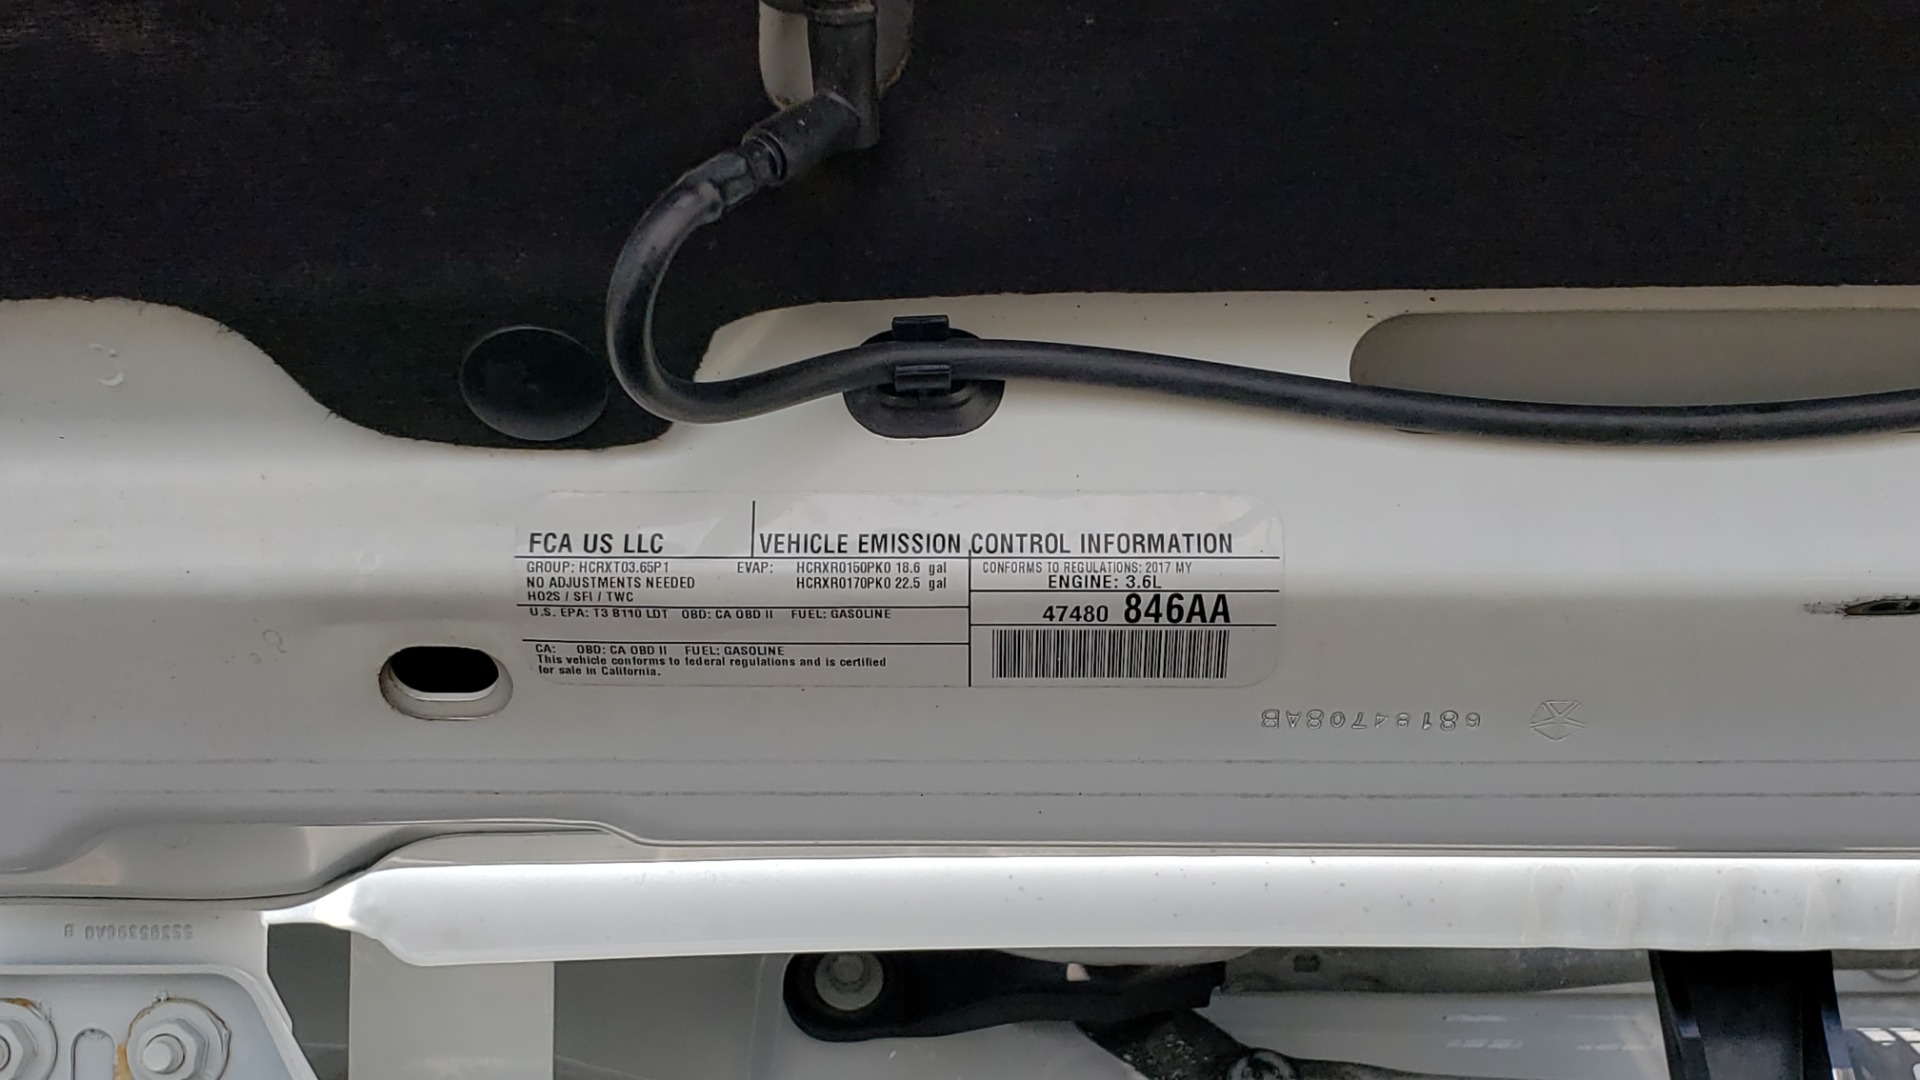 FCA US LLC
VEHICLE EMISSION CONTROL INFORMATION
GROUP: HCRXT03.65P1
NO ADJUSTMENTS NEEDED
HO2S / SFI / TWC
EVAP: HCRXR0150PK0 18.6 gal
HCRXR0170PK0 22.5 gal
CONFORMS TO REGULATIONS: 2017 MY
ENGINE: 3.6L
U.S. EPA: T3 B110 LDT OBD: CA OBD II FUEL: GASOLINE
47480 846AA
CA: OBD: CA OBD II FUEL: GASOLINE
This vehicle conforms to federal regulations and is certified
for sale in California.
68184708AB